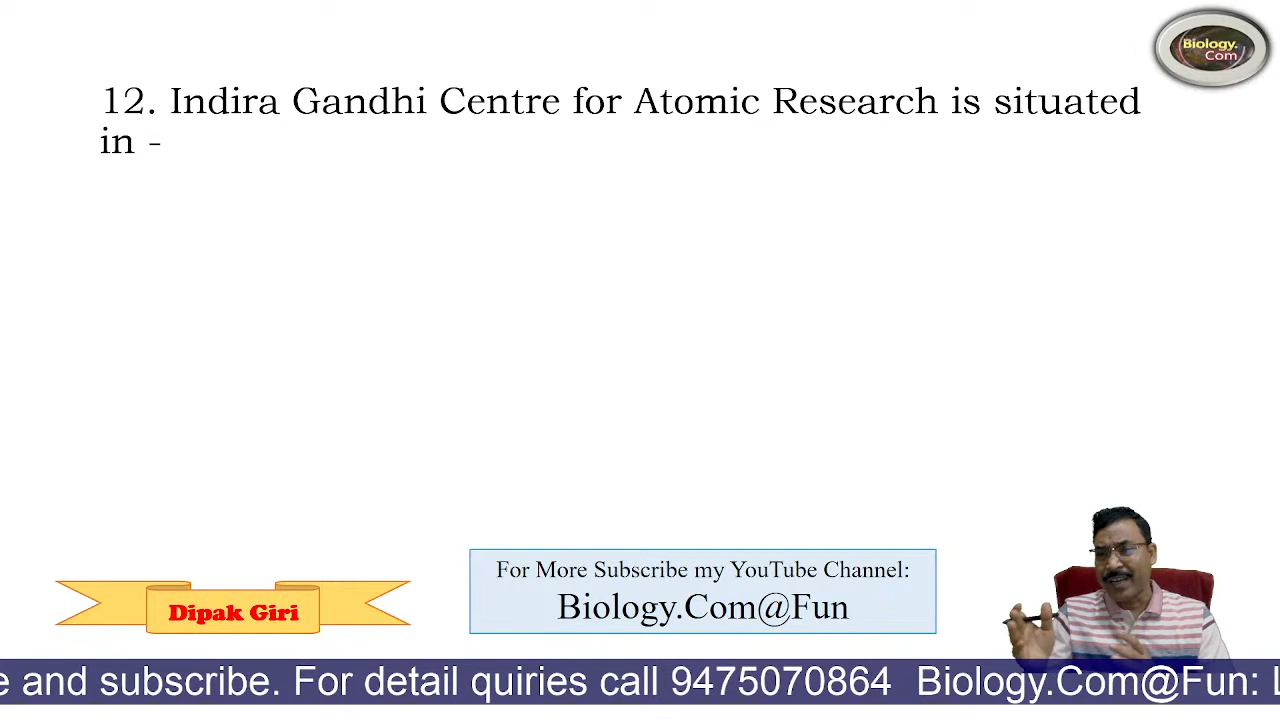 Biology.
Com
12. Indira Gandhi Centre for Atomic Research is situated
in -
For More Subscribe my YouTube Channel:
Biology.Com@Fun
Dipak Giri
e and subscribe. For detail quiries call 9475070864 Biology.Com@Fun: L